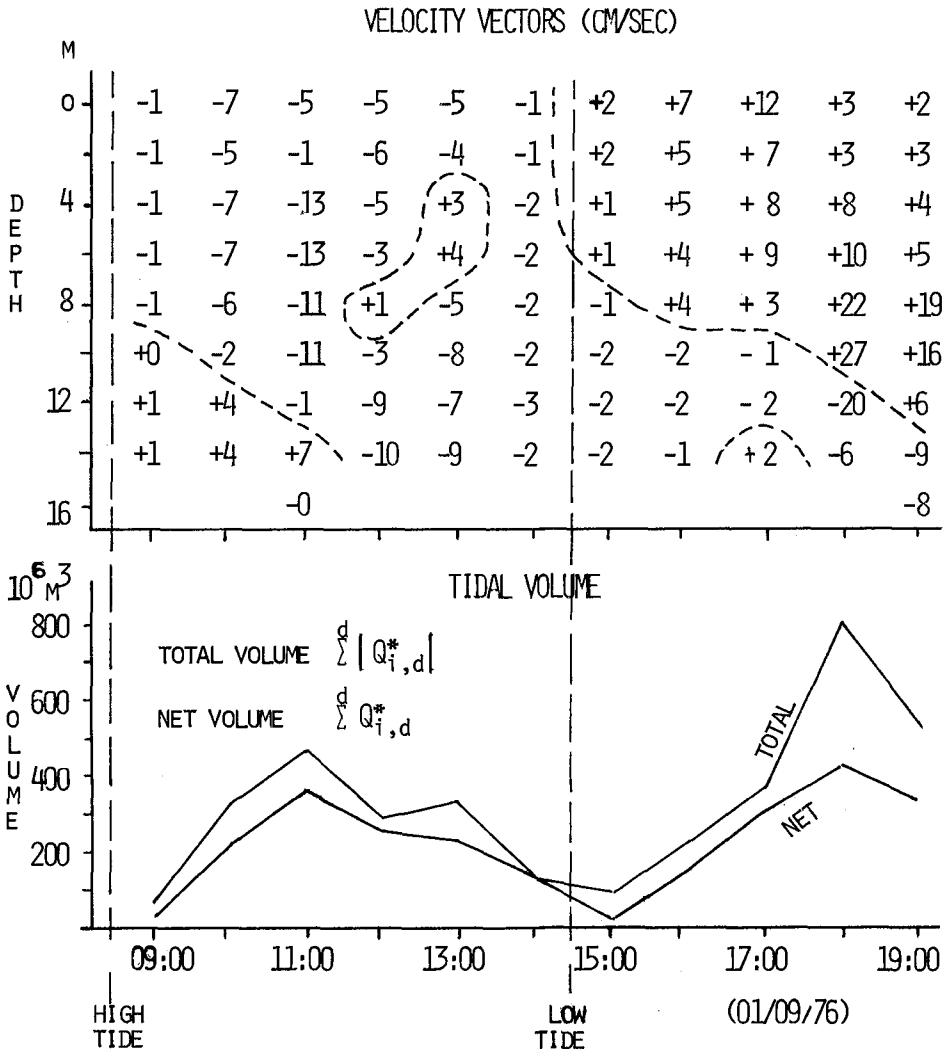 VELOCITY VECTORS (CM/SEC)
M
0 -1 -7 -5 -5 -5 -1 +2 +7 +12 +3 +2
-1 -5 -1 -6 -4 -1 +2 +5 + 7 +3 +3
4 -1 -7 -13 -5 +3 -2 +1 +5 + 8 +8 +4
-1 -7 -13 -3 +4 -2 +1 +4 + 9 +10 +5
8 -1 -6 -11 +1 -5 -2 -1 +4 + 3 +22 +19
+0 -2 -11 -3 -8 -2 -2 -2 - 1 +27 +16
12 +1 +4 -1 -9 -7 -3 -2 -2 - 2 -20 +6
+1 +4 +7 -10 -9 -2 -2 -1 + 2 -6 -9
16 -0 -8
DEPTH
10⁶ M³
TIDAL VOLUME
800
TOTAL VOLUME d Σ | Q*i,d |
600
NET VOLUME d Σ Q*i,d
400
200
VOLUME
TOTAL
NET
09:00 11:00 13:00 15:00 17:00 19:00
HIGH TIDE
LOW TIDE
(01/09/76)